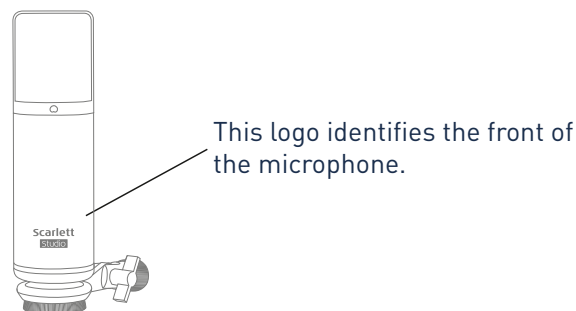 This logo identifies the front of
the microphone.
Scarlett
Studio